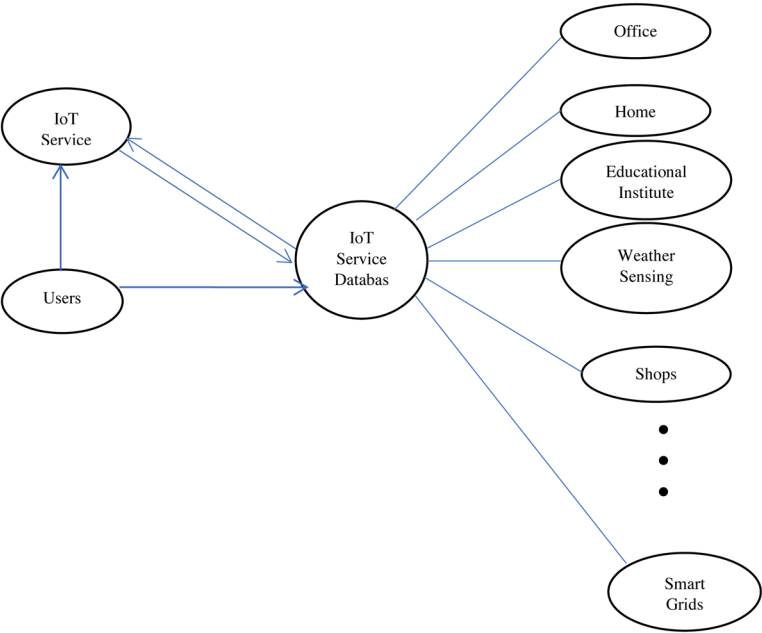 Office
IoT
Service
Home
Educational
Institute
IoT
Service
Databas
Weather
Sensing
Users
Shops
Smart
Grids